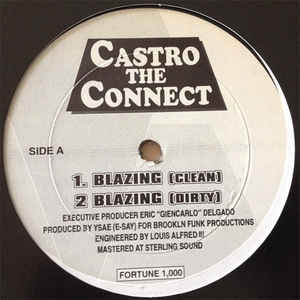 CASTRO
THE
CONNECT
SIDE A
1. BLAZING (CLEAN)
2 BLAZING (DIRTY)
EXECUTIVE PRODUCER ERIC "GIENCARLO" DELGADO
PRODUCED BY YSAE (E-SAY) FOR BROOKLN FUNK PRODUCTIONS
ENGINEERED BY LOUIS ALFRED III
MASTERED AT STERLING SOUND
FORTUNE 1,000